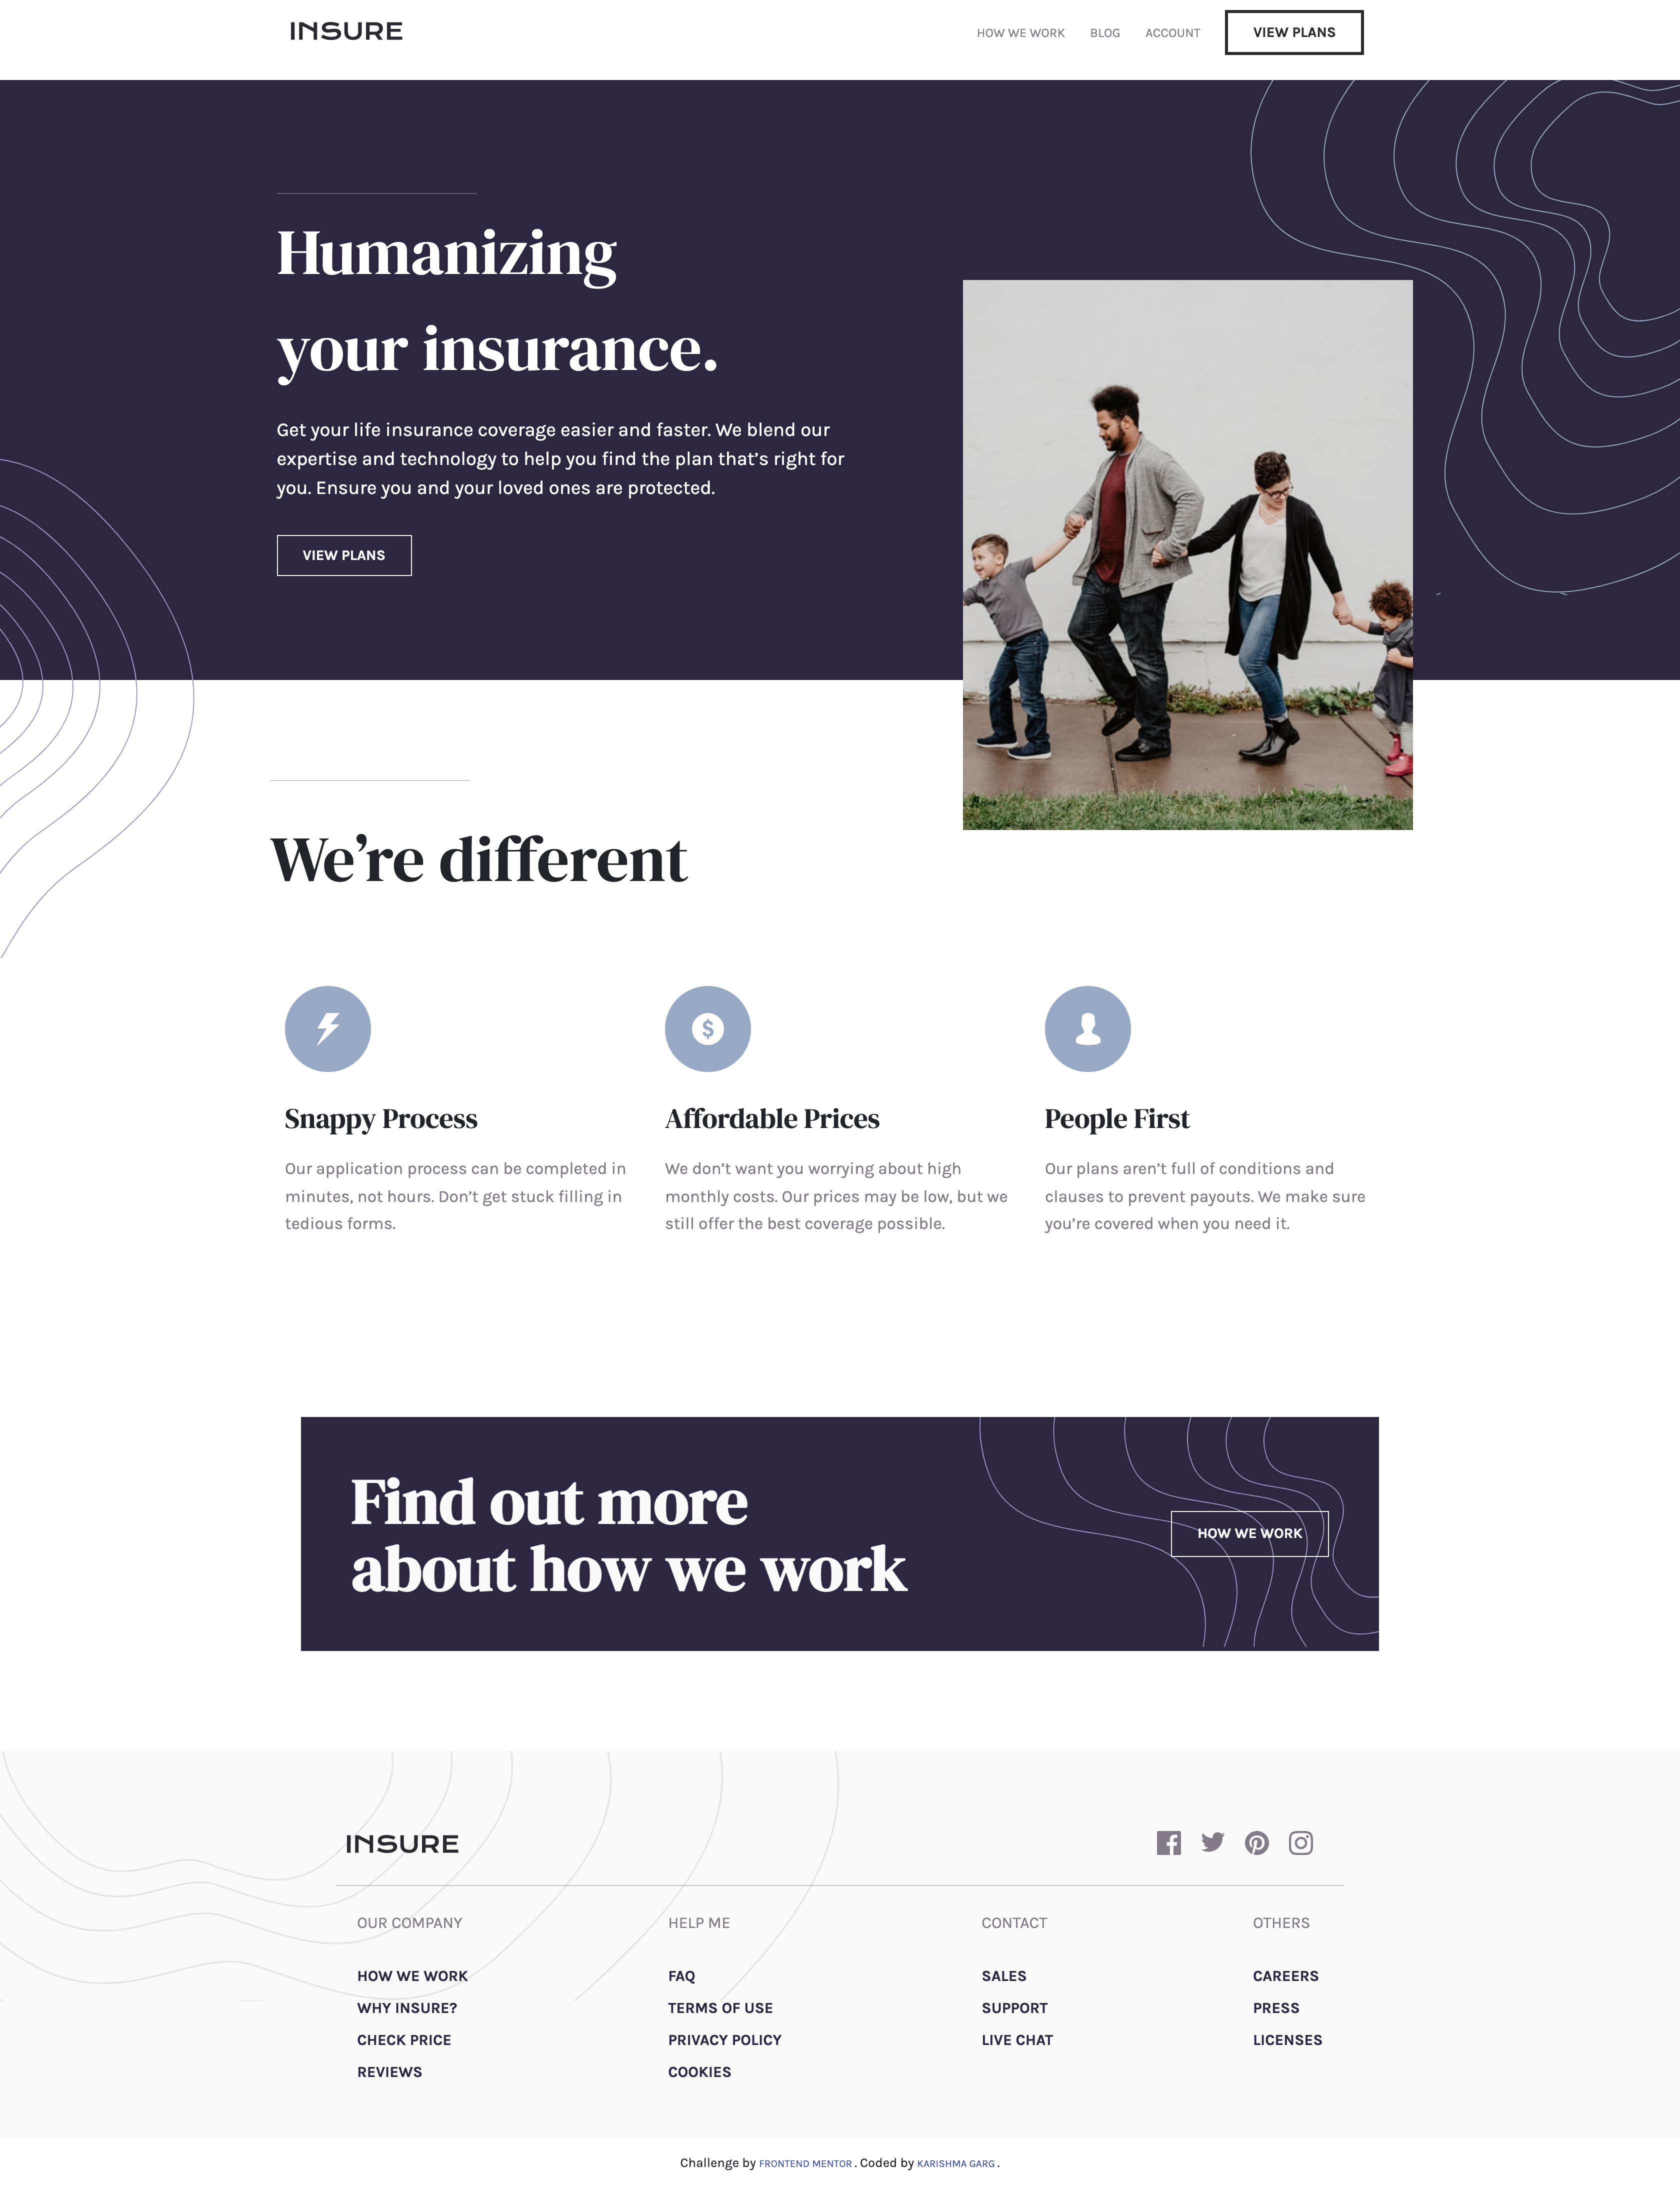 INSURE
HOW WE WORK BLOG ACCOUNT VIEW PLANS
Humanizing
your insurance.
Get your life insurance coverage easier and faster. We blend our
expertise and technology to help you find the plan that’s right for
you. Ensure you and your loved ones are protected.
VIEW PLANS
We’re different
Snappy Process
Our application process can be completed in
minutes, not hours. Don’t get stuck filling in
tedious forms.
$
Affordable Prices
We don’t want you worrying about high
monthly costs. Our prices may be low, but we
still offer the best coverage possible.
People First
Our plans aren’t full of conditions and
clauses to prevent payouts. We make sure
you’re covered when you need it.
Find out more
about how we work
HOW WE WORK
INSURE
OUR COMPANY
HOW WE WORK
WHY INSURE?
CHECK PRICE
REVIEWS
HELP ME
FAQ
TERMS OF USE
PRIVACY POLICY
COOKIES
CONTACT
SALES
SUPPORT
LIVE CHAT
OTHERS
CAREERS
PRESS
LICENSES
Challenge by FRONTEND MENTOR . Coded by KARISHMA GARG .